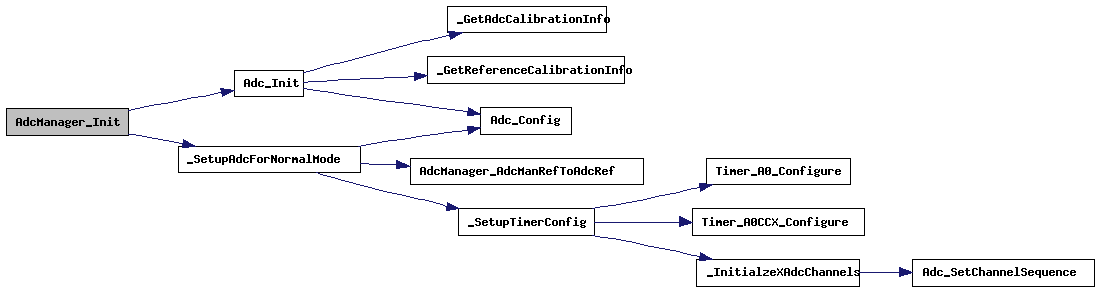 _GetAdcCalibrationInfo
_GetReferenceCalibrationInfo
Adc_Init
AdcManager_Init
Adc_Config
_SetupAdcForNormalMode
AdcManager_AdcManRefToAdcRef
Timer_A0_Configure
_SetupTimerConfig
Timer_A0CCX_Configure
_InitialzeXAdcChannels
Adc_SetChannelSequence